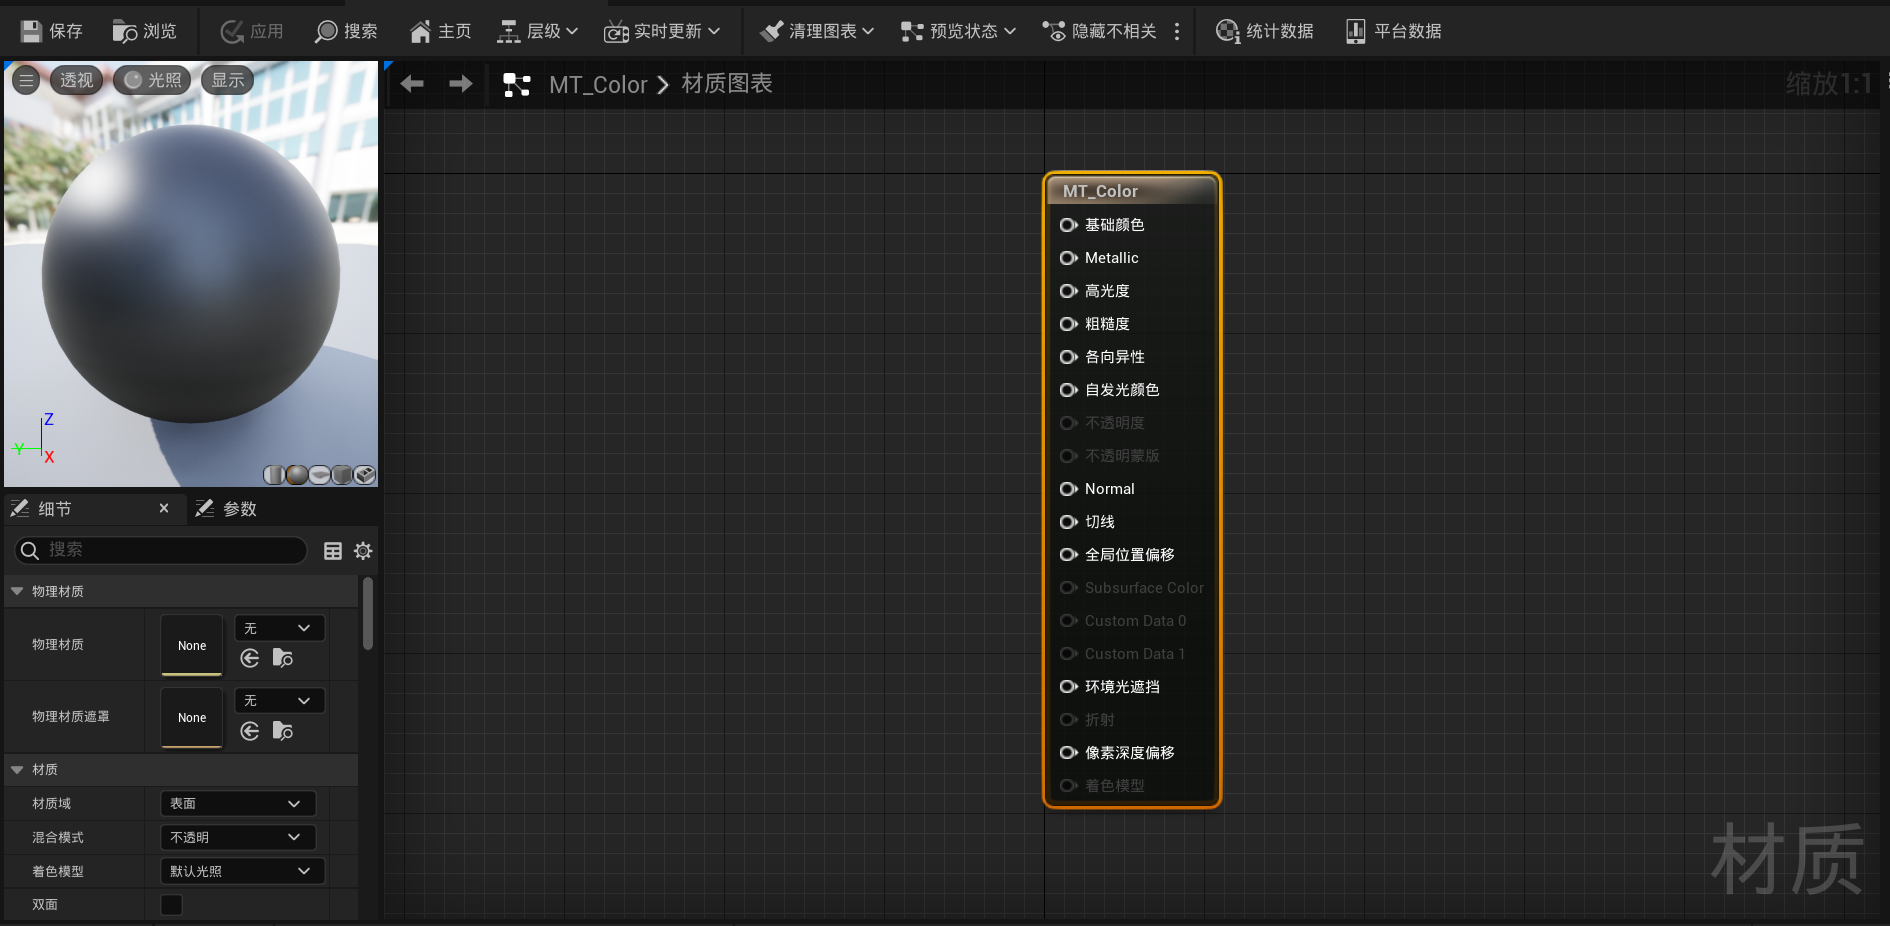 保存 浏览 应用 搜索 主页 层级 实时更新 清理图表 预览状态 隐藏不相关 统计数据 平台数据
透视 光照 显示
MT_Color 材质图表
缩放1:1
Z
Y
X
MT_Color
基础颜色
Metallic
高光度
粗糙度
各向异性
自发光颜色
不透明度
不透明蒙版
Normal
切线
全局位置偏移
Subsurface Color
Custom Data 0
Custom Data 1
环境光遮挡
折射
像素深度偏移
着色模型
细节 参数
搜索
物理材质
物理材质 None 无
物理材质遮罩 None 无
材质
材质域 表面
混合模式 不透明
着色模型 默认光照
双面
材质